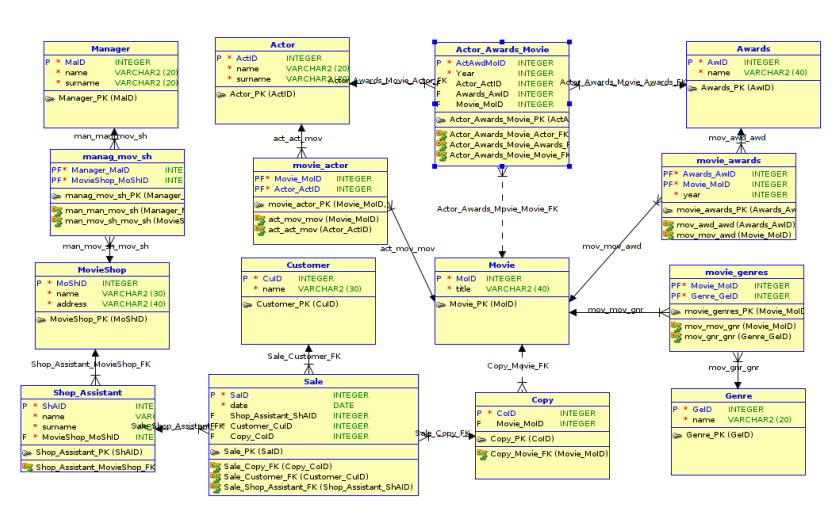 Manager
P * MaID INTEGER
* name VARCHAR2 (20)
* surname VARCHAR2 (20)
Manager_PK (MaID)
Actor
P * ActID INTEGER
* name VARCHAR2 (20)
* surname VARCHAR2 (20)
Actor_PK (ActID)
Actor_Awards_Movie_Actor_FK
Actor_Awards_Movie
P * ActAwdMoID INTEGER
* Year INTEGER
F Actor_ActID INTEGER
F Awards_AwID INTEGER
F Movie_MoID INTEGER
Actor_Awards_Movie_PK (ActA
Actor_Awards_Movie_Actor_FK
Actor_Awards_Movie_Awards_F
Actor_Awards_Movie_Movie_FK
Actor_Awards_Movie_Awards_FK
Awards
P * AwID INTEGER
* name VARCHAR2 (40)
Awards_PK (AwID)
man_man_mov_sh
act_act_mov
mov_awd_awd
manag_mov_sh
PF* Manager_MaID INTE
PF* MovieShop_MoShID INTE
manag_mov_sh_PK (Manager_
man_man_mov_sh (Manager_M
man_mov_sh_mov_sh (MovieS
movie_actor
PF* Movie_MoID INTEGER
PF* Actor_ActID INTEGER
movie_actor_PK (Movie_MoID,
act_mov_mov (Movie_MoID)
act_act_mov (Actor_ActID)
movie_awards
PF* Awards_AwID INTEGER
PF* Movie_MoID INTEGER
* year INTEGER
movie_awards_PK (Awards_Aw
mov_awd_awd (Awards_AwID)
mov_mov_awd (Movie_MoID)
Actor_Awards_Movie_Movie_FK
man_mov_sh_mov_sh
act_mov_mov
mov_mov_awd
MovieShop
P * MoShID INTEGER
* name VARCHAR2 (30)
* address VARCHAR2 (40)
MovieShop_PK (MoShID)
Customer
P * CuID INTEGER
* name VARCHAR2 (30)
Customer_PK (CuID)
Movie
P * MoID INTEGER
* title VARCHAR2 (40)
Movie_PK (MoID)
mov_mov_gnr
movie_genres
PF* Movie_MoID INTEGER
PF* Genre_GeID INTEGER
movie_genres_PK (Movie_MoID
mov_mov_gnr (Movie_MoID)
mov_gnr_gnr (Genre_GeID)
Shop_Assistant_MovieShop_FK
Sale_Customer_FK
Copy_Movie_FK
mov_gnr_gnr
Shop_Assistant
P * ShAID INTE
* name VARC
* surname VARC
F * MovieShop_MoShID INTE
Shop_Assistant_PK (ShAID)
Shop_Assistant_MovieShop_FK
Sale_Shop_Assistant_FK
Sale
P * SaID INTEGER
* date DATE
F Shop_Assistant_ShAID INTEGER
F * Customer_CuID INTEGER
F Copy_CoID INTEGER
Sale_PK (SaID)
Sale_Copy_FK (Copy_CoID)
Sale_Customer_FK (Customer_CuID)
Sale_Shop_Assistant_FK (Shop_Assistant_ShAID)
Sale_Copy_FK
Copy
P * CoID INTEGER
F Movie_MoID INTEGER
Copy_PK (CoID)
Copy_Movie_FK (Movie_MoID)
Genre
P * GeID INTEGER
* name VARCHAR2 (20)
Genre_PK (GeID)